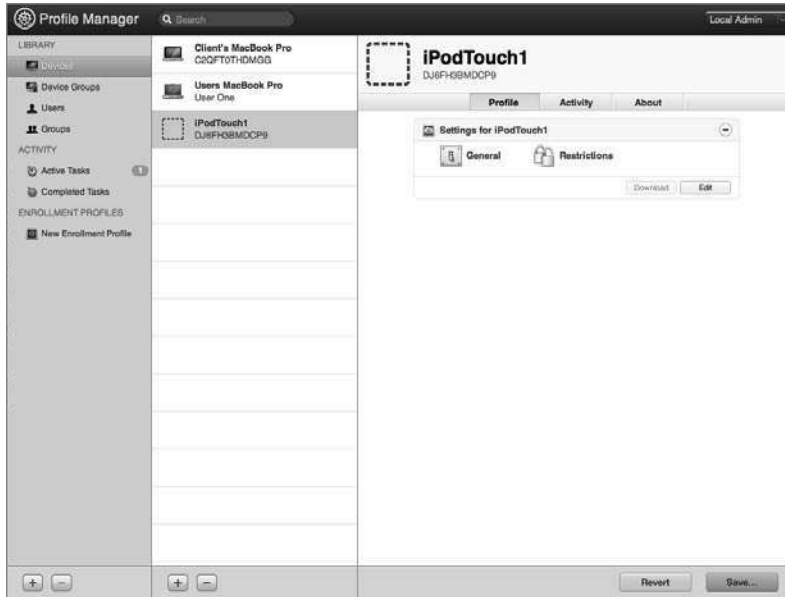 Profile Manager
Search
Local Admin
LIBRARY
Devices
Device Groups
Users
Groups
ACTIVITY
Active Tasks
1
Completed Tasks
ENROLLMENT PROFILES
New Enrollment Profile
Client's MacBook Pro
C2QFT0THDMGG
Users MacBook Pro
User One
iPodTouch1
DJ6FH3BMDCP9
iPodTouch1
DJ6FH3BMDCP9
Profile Activity About
Settings for iPodTouch1
General Restrictions
Download Edit
Revert Save...